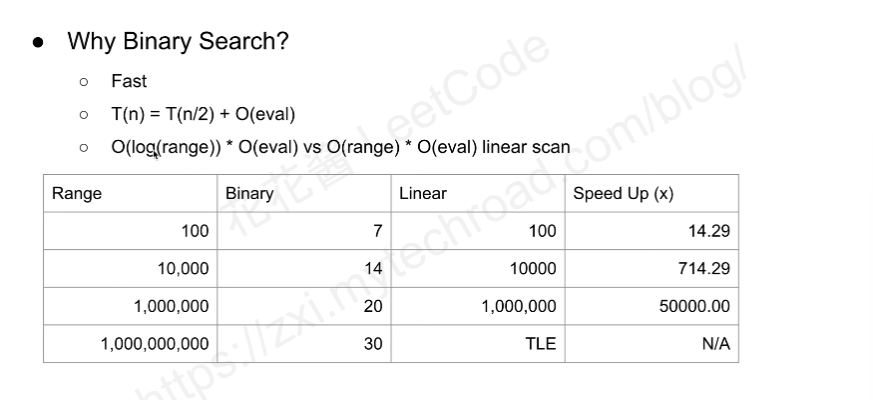 ● Why Binary Search?
○ Fast
○ T(n) = T(n/2) + O(eval)
○ O(log(range)) * O(eval) vs O(range) * O(eval) linear scan
Range Binary Linear Speed Up (x)
100 7 100 14.29
10,000 14 10000 714.29
1,000,000 20 1,000,000 50000.00
1,000,000,000 30 TLE N/A
花花酱 LeetCode
https://zxi.mytechroad.com/blog/